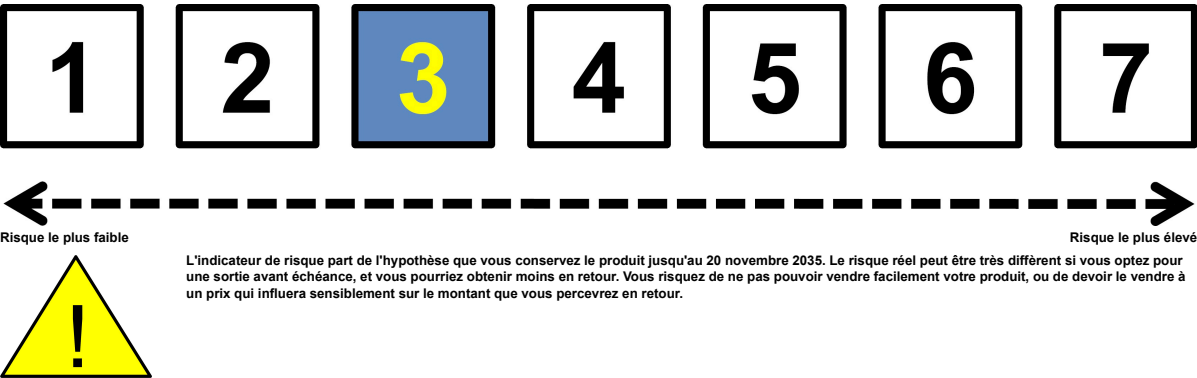 1 2 3 4 5 6 7
Risque le plus faible Risque le plus élevé
L'indicateur de risque part de l'hypothèse que vous conservez le produit jusqu'au 20 novembre 2035. Le risque réel peut être très diffèrent si vous optez pour
une sortie avant échéance, et vous pourriez obtenir moins en retour. Vous risquez de ne pas pouvoir vendre facilement votre produit, ou de devoir le vendre à
un prix qui influera sensiblement sur le montant que vous percevrez en retour.
!